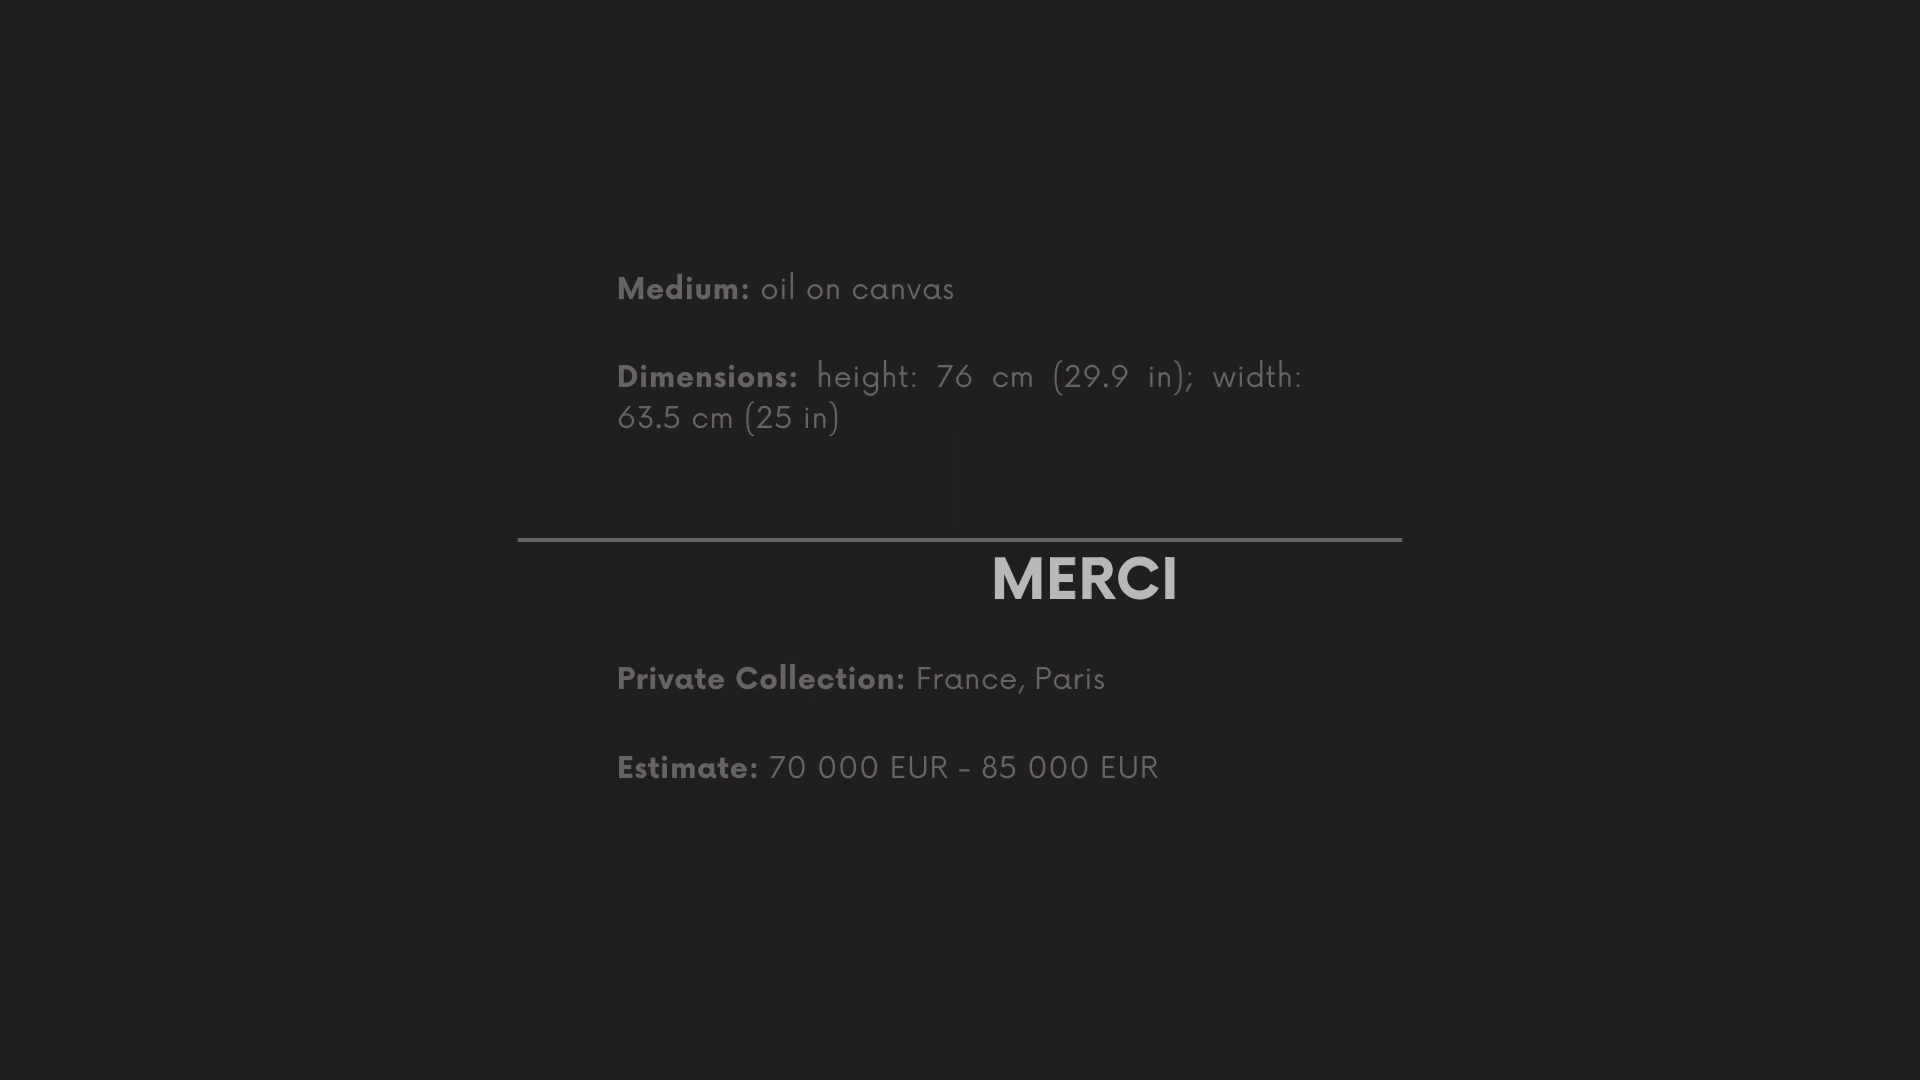 Medium: oil on canvas
Dimensions: height: 76 cm (29.9 in); width:
63.5 cm (25 in)
MERCI
Private Collection: France, Paris
Estimate: 70 000 EUR - 85 000 EUR